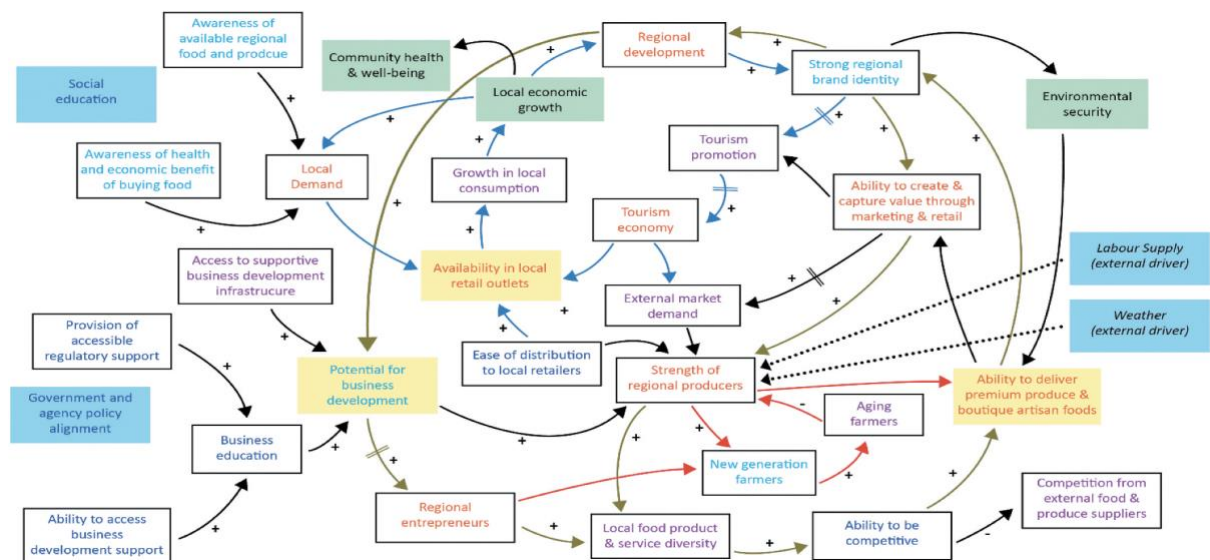 Awareness of
available regional
food and prodcue
Social
education
Community health
& well-being
Local economic
growth
Regional
development
Strong regional
brand identity
Environmental
security
Awareness of health
and economic benefit
of buying food
Local
Demand
Growth in local
consumption
Tourism
promotion
Tourism
economy
Ability to create &
capture value through
marketing & retail
Access to supportive
business development
infrastrucure
Availability in local
retail outlets
External market
demand
Labour Supply
(external driver)
Weather
(external driver)
Provision of
accessible
regulatory support
Potential for
business
development
Ease of distribution
to local retailers
Strength of
regional producers
Ability to deliver
premium produce &
boutique artisan foods
Government and
agency policy
alignment
Business
education
Aging
farmers
New generation
farmers
Ability to access
business
development support
Regional
entrepreneurs
Local food product
& service diversity
Ability to be
competitive
Competition from
external food &
produce suppliers